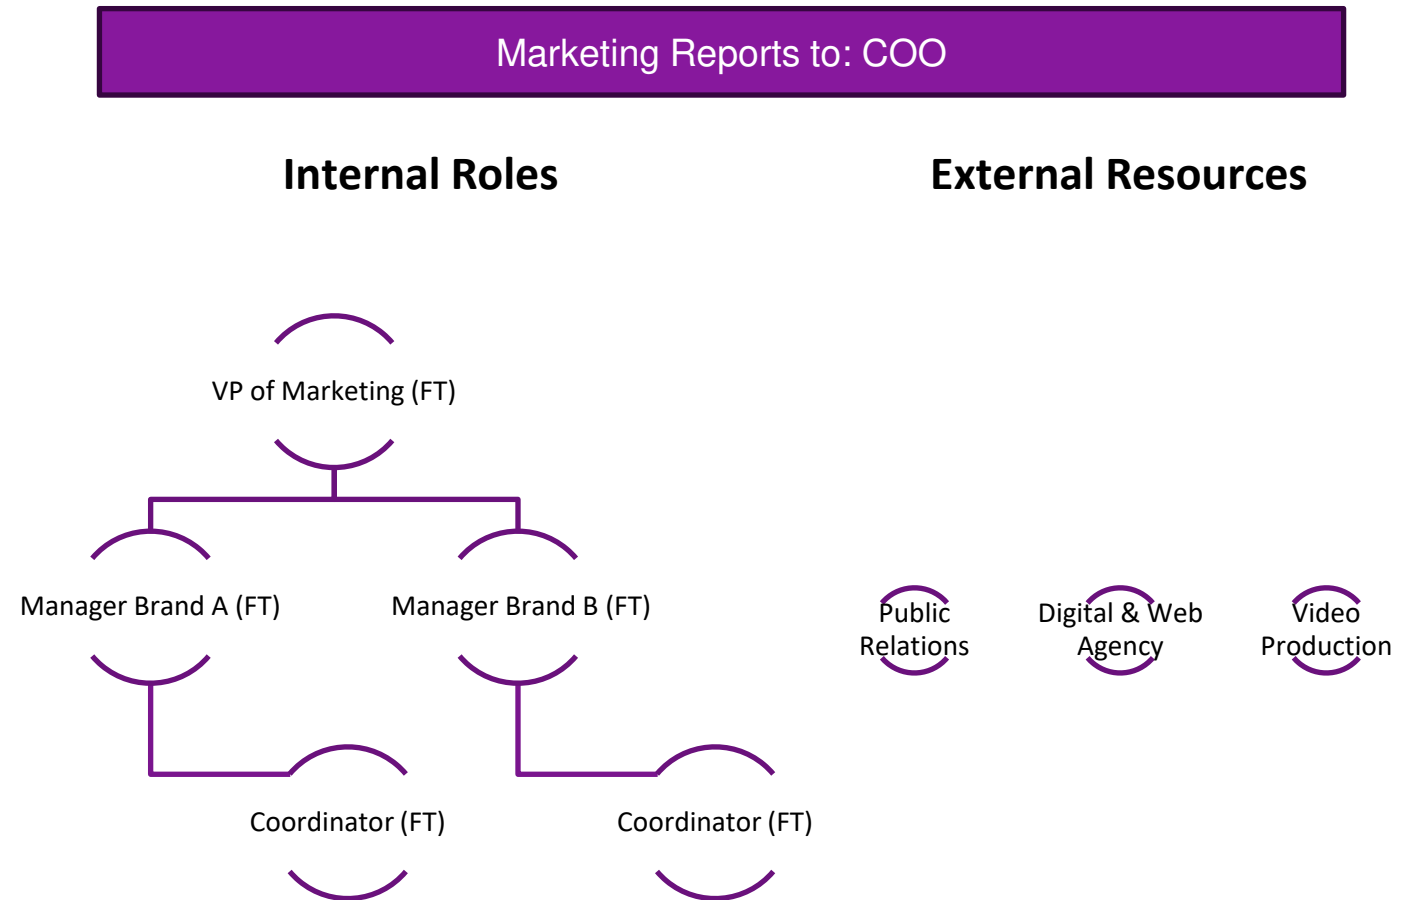 Marketing Reports to: COO
Internal Roles
External Resources
VP of Marketing (FT)
Manager Brand A (FT)
Manager Brand B (FT)
Public
Relations
Digital & Web
Agency
Video
Production
Coordinator (FT)
Coordinator (FT)